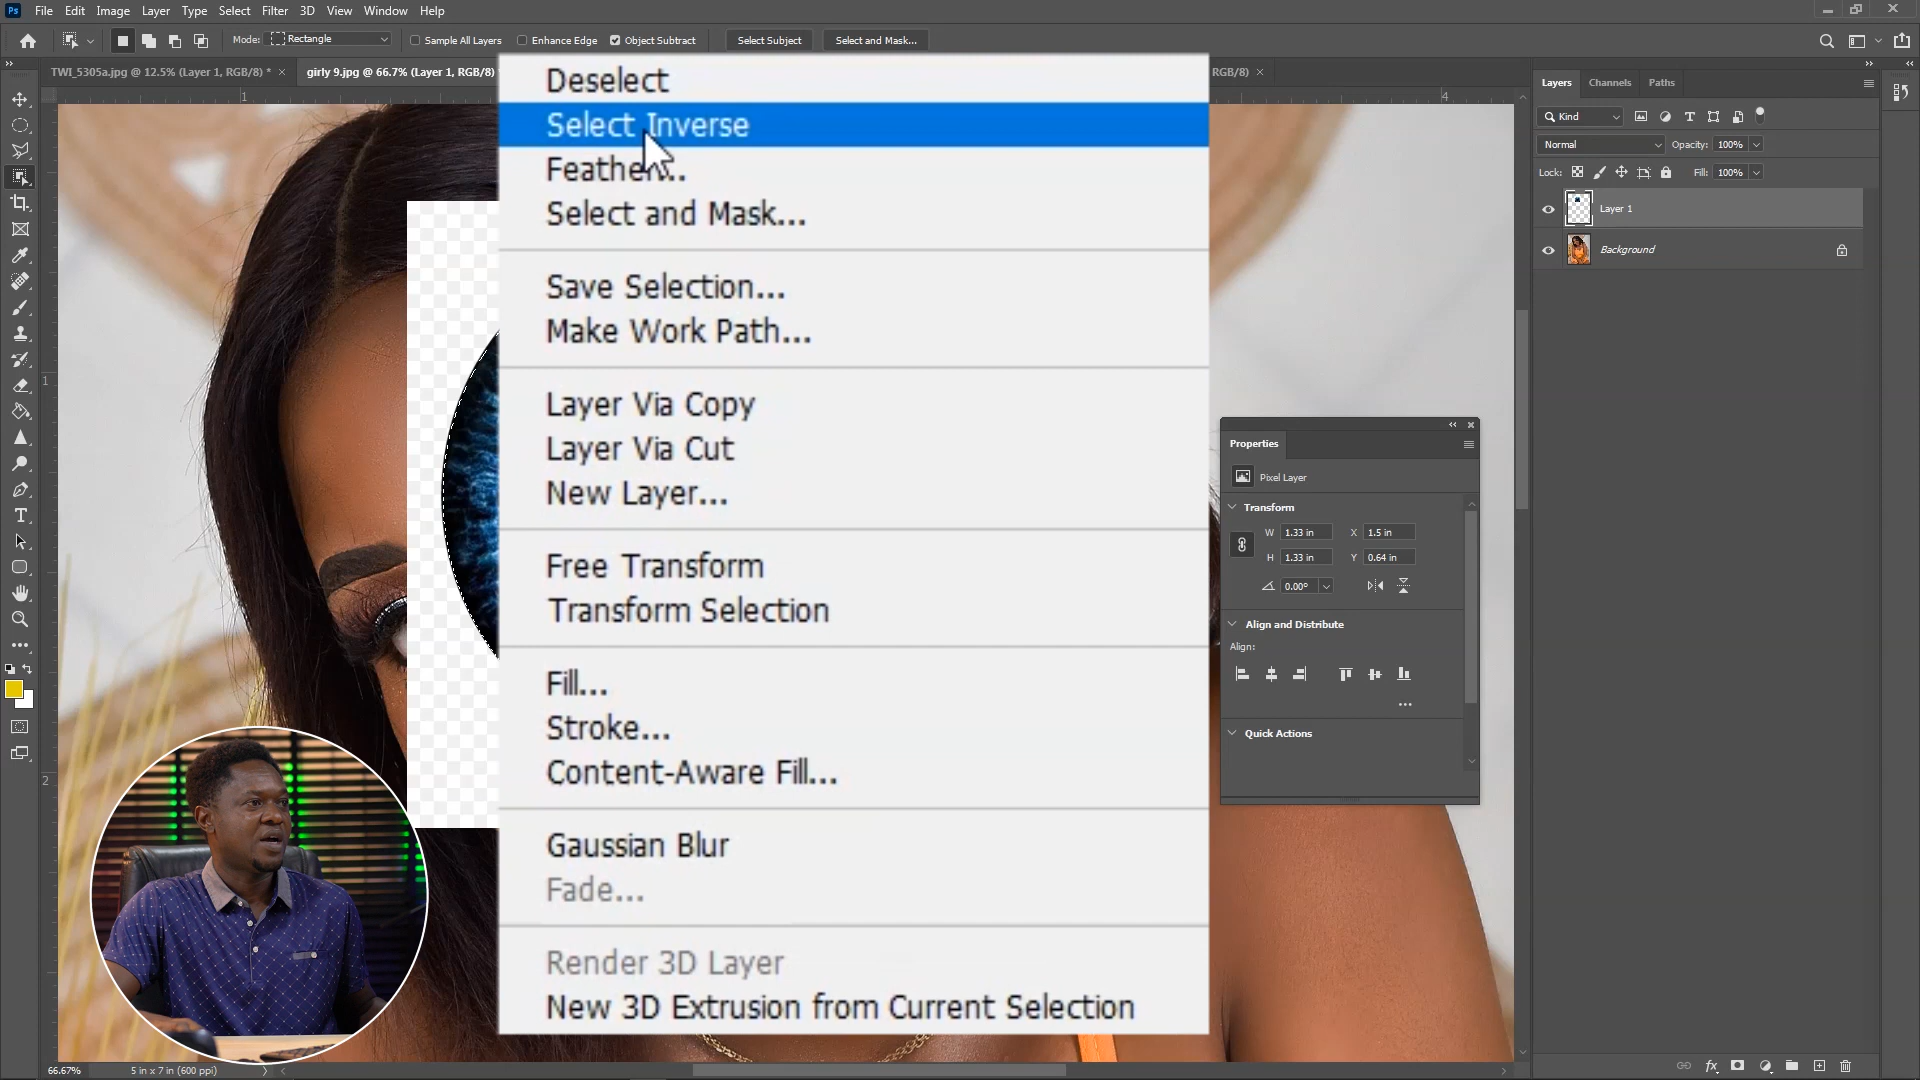 Ps File Edit Image Layer Type Select Filter 3D View Window Help
Mode: Rectangle Sample All Layers Enhance Edge Object Subtract Select Subject Select and Mask...
TWI_5305a.jpg @ 12.5% (Layer 1, RGB/8) * girly 9.jpg @ 66.7% (Layer 1, RGB/8) RGB/8)
1 4
1
2
Deselect
Select Inverse
Feather...
Select and Mask...
Save Selection...
Make Work Path...
Layer Via Copy
Layer Via Cut
New Layer...
Free Transform
Transform Selection
Fill...
Stroke...
Content-Aware Fill...
Gaussian Blur
Fade...
Render 3D Layer
New 3D Extrusion from Current Selection
Properties
Pixel Layer
Transform
W 1.33 in X 1.5 in
H 1.33 in Y 0.64 in
0.00°
Align and Distribute
Align:
Quick Actions
Layers Channels Paths
Kind
Normal Opacity: 100%
Lock: Fill: 100%
Layer 1
Background
fx
66.67% 5 in x 7 in (600 ppi)